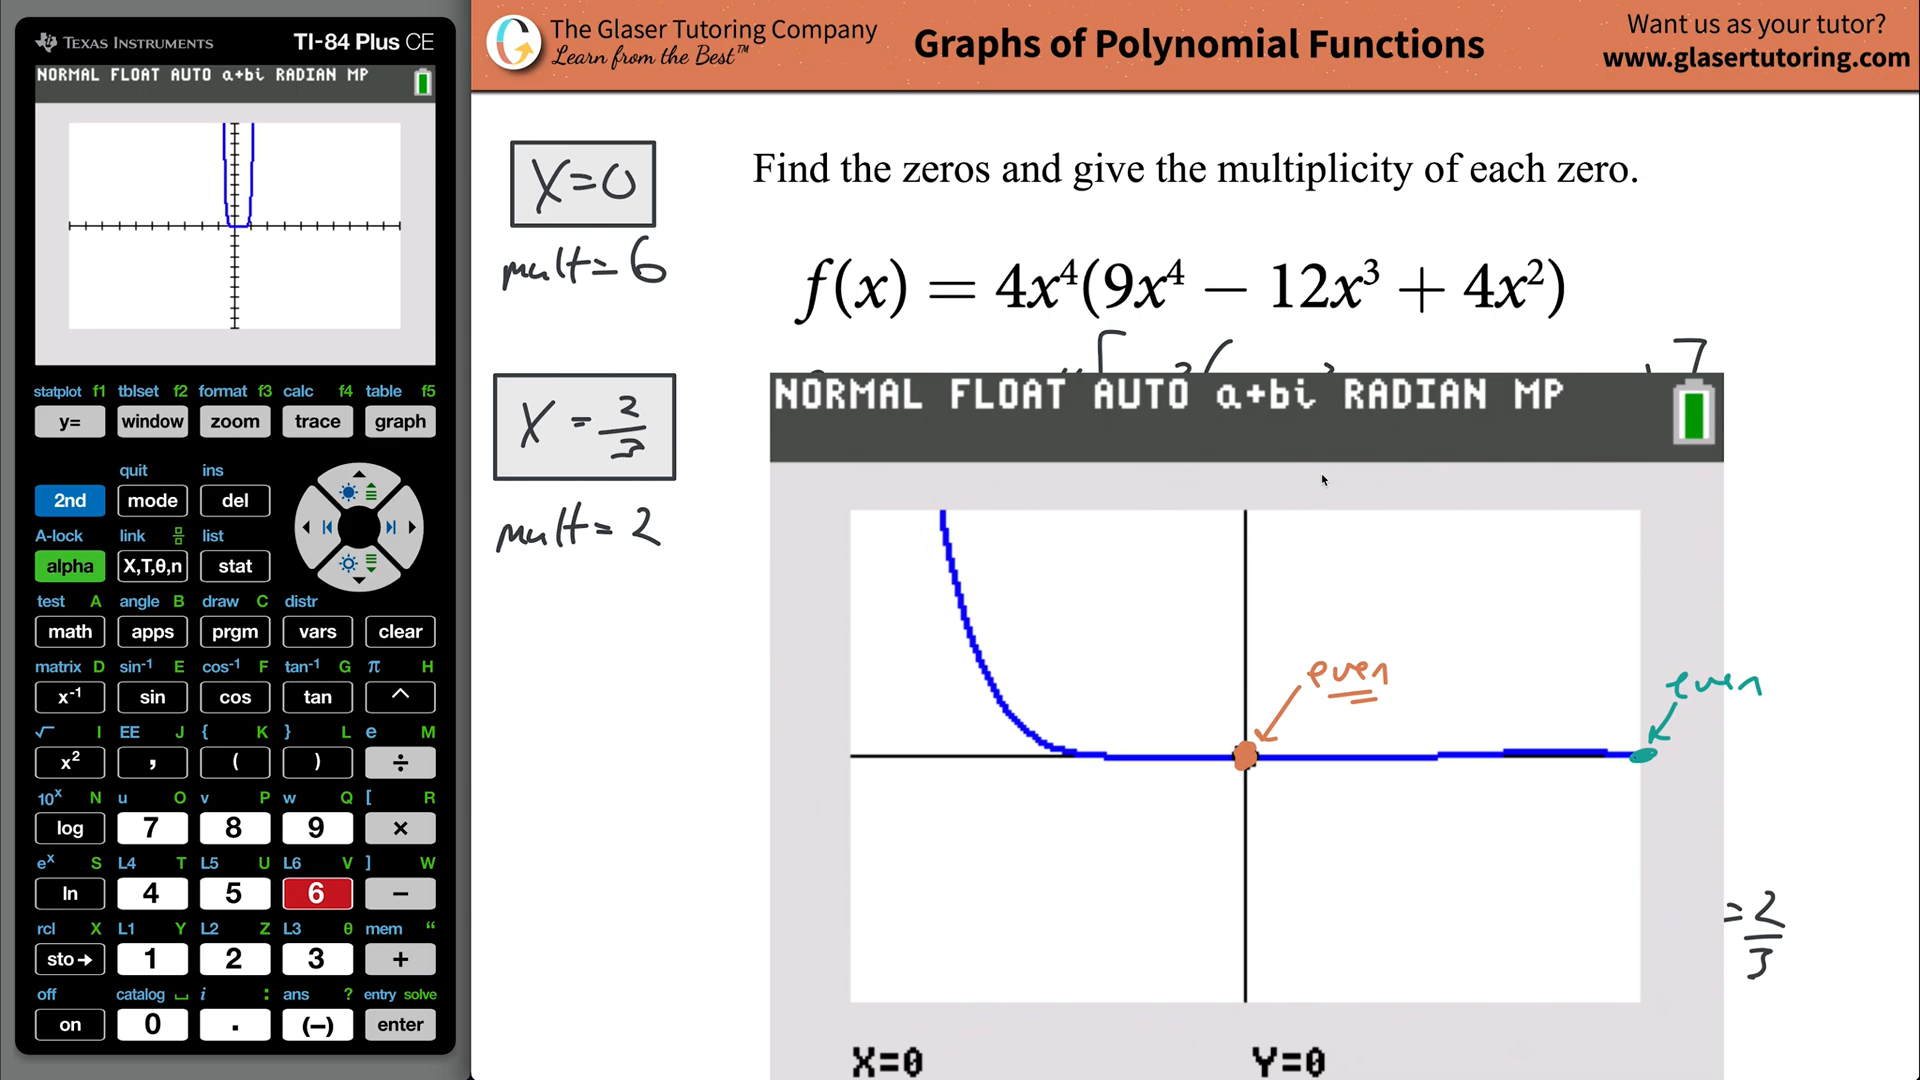 TEXAS INSTRUMENTS TI-84 Plus CE
NORMAL FLOAT AUTO a+bi RADIAN MP
statplot f1 tblset f2 format f3 calc f4 table f5
y= window zoom trace graph
quit ins
2nd mode del
A-lock link list
alpha X,T,θ,n stat
test A angle B draw C distr
math apps prgm vars clear
matrix D sin⁻¹ E cos⁻¹ F tan⁻¹ G π H
x⁻¹ sin cos tan ^
√ I EE J { K } L e M
x² , ( ) ÷
10ˣ N u O v P w Q [ R
log 7 8 9 ×
eˣ S L4 T L5 U L6 V ] W
ln 4 5 6 −
rcl X L1 Y L2 Z L3 θ mem “
sto→ 1 2 3 +
off catalog ⎵ i : ans ? entry solve
on 0 . (−) enter
The Glaser Tutoring Company
Learn from the Best™
Graphs of Polynomial Functions
Want us as your tutor?
www.glasertutoring.com
X=0
mult=6
X=2/3
mult=2
Find the zeros and give the multiplicity of each zero.
f(x) = 4x⁴(9x⁴ − 12x³ + 4x²)
NORMAL FLOAT AUTO a+bi RADIAN MP
even
even
=2/3
X=0 Y=0